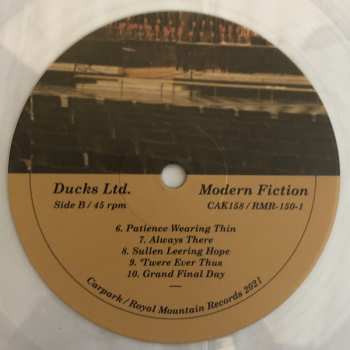 Ducks Ltd. Modern Fiction
Side B / 45 rpm CAK158 / RMR-150-1
6. Patience Wearing Thin
7. Always There
8. Sullen Leering Hope
9. 'Twere Ever Thus
10. Grand Final Day
Carpark / Royal Mountain Records 2021